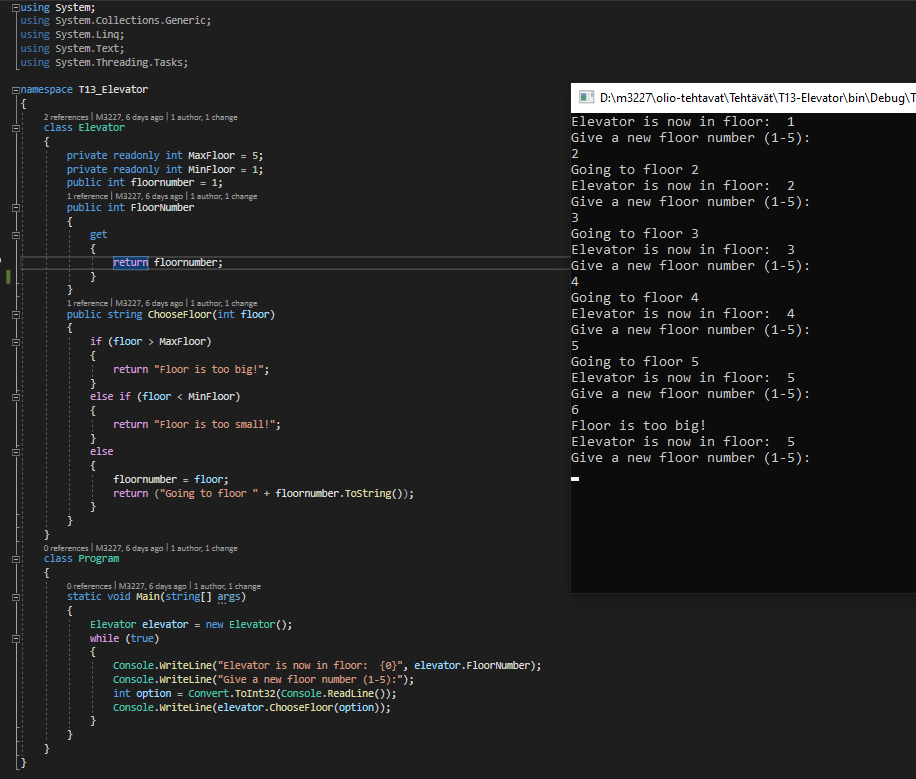 using System;
using System.Collections.Generic;
using System.Linq;
using System.Text;
using System.Threading.Tasks;
namespace T13_Elevator
{
2 references | M3227, 6 days ago | 1 author, 1 change
class Elevator
{
private readonly int MaxFloor = 5;
private readonly int MinFloor = 1;
public int floornumber = 1;
1 reference | M3227, 6 days ago | 1 author, 1 change
public int FloorNumber
{
get
{
return floornumber;
}
}
1 reference | M3227, 6 days ago | 1 author, 1 change
public string ChooseFloor(int floor)
{
if (floor > MaxFloor)
{
return "Floor is too big!";
}
else if (floor < MinFloor)
{
return "Floor is too small!";
}
else
{
floornumber = floor;
return ("Going to floor " + floornumber.ToString());
}
}
}
0 references | M3227, 6 days ago | 1 author, 1 change
class Program
{
0 references | M3227, 6 days ago | 1 author, 1 change
static void Main(string[] args)
{
Elevator elevator = new Elevator();
while (true)
{
Console.WriteLine("Elevator is now in floor:  {0}", elevator.FloorNumber);
Console.WriteLine("Give a new floor number (1-5):");
int option = Convert.ToInt32(Console.ReadLine());
Console.WriteLine(elevator.ChooseFloor(option));
}
}
}
}
D:\m3227\olio-tehtavat\Tehtävät\T13-Elevator\bin\Debug\T
Elevator is now in floor:  1
Give a new floor number (1-5):
2
Going to floor 2
Elevator is now in floor:  2
Give a new floor number (1-5):
3
Going to floor 3
Elevator is now in floor:  3
Give a new floor number (1-5):
4
Going to floor 4
Elevator is now in floor:  4
Give a new floor number (1-5):
5
Going to floor 5
Elevator is now in floor:  5
Give a new floor number (1-5):
6
Floor is too big!
Elevator is now in floor:  5
Give a new floor number (1-5):